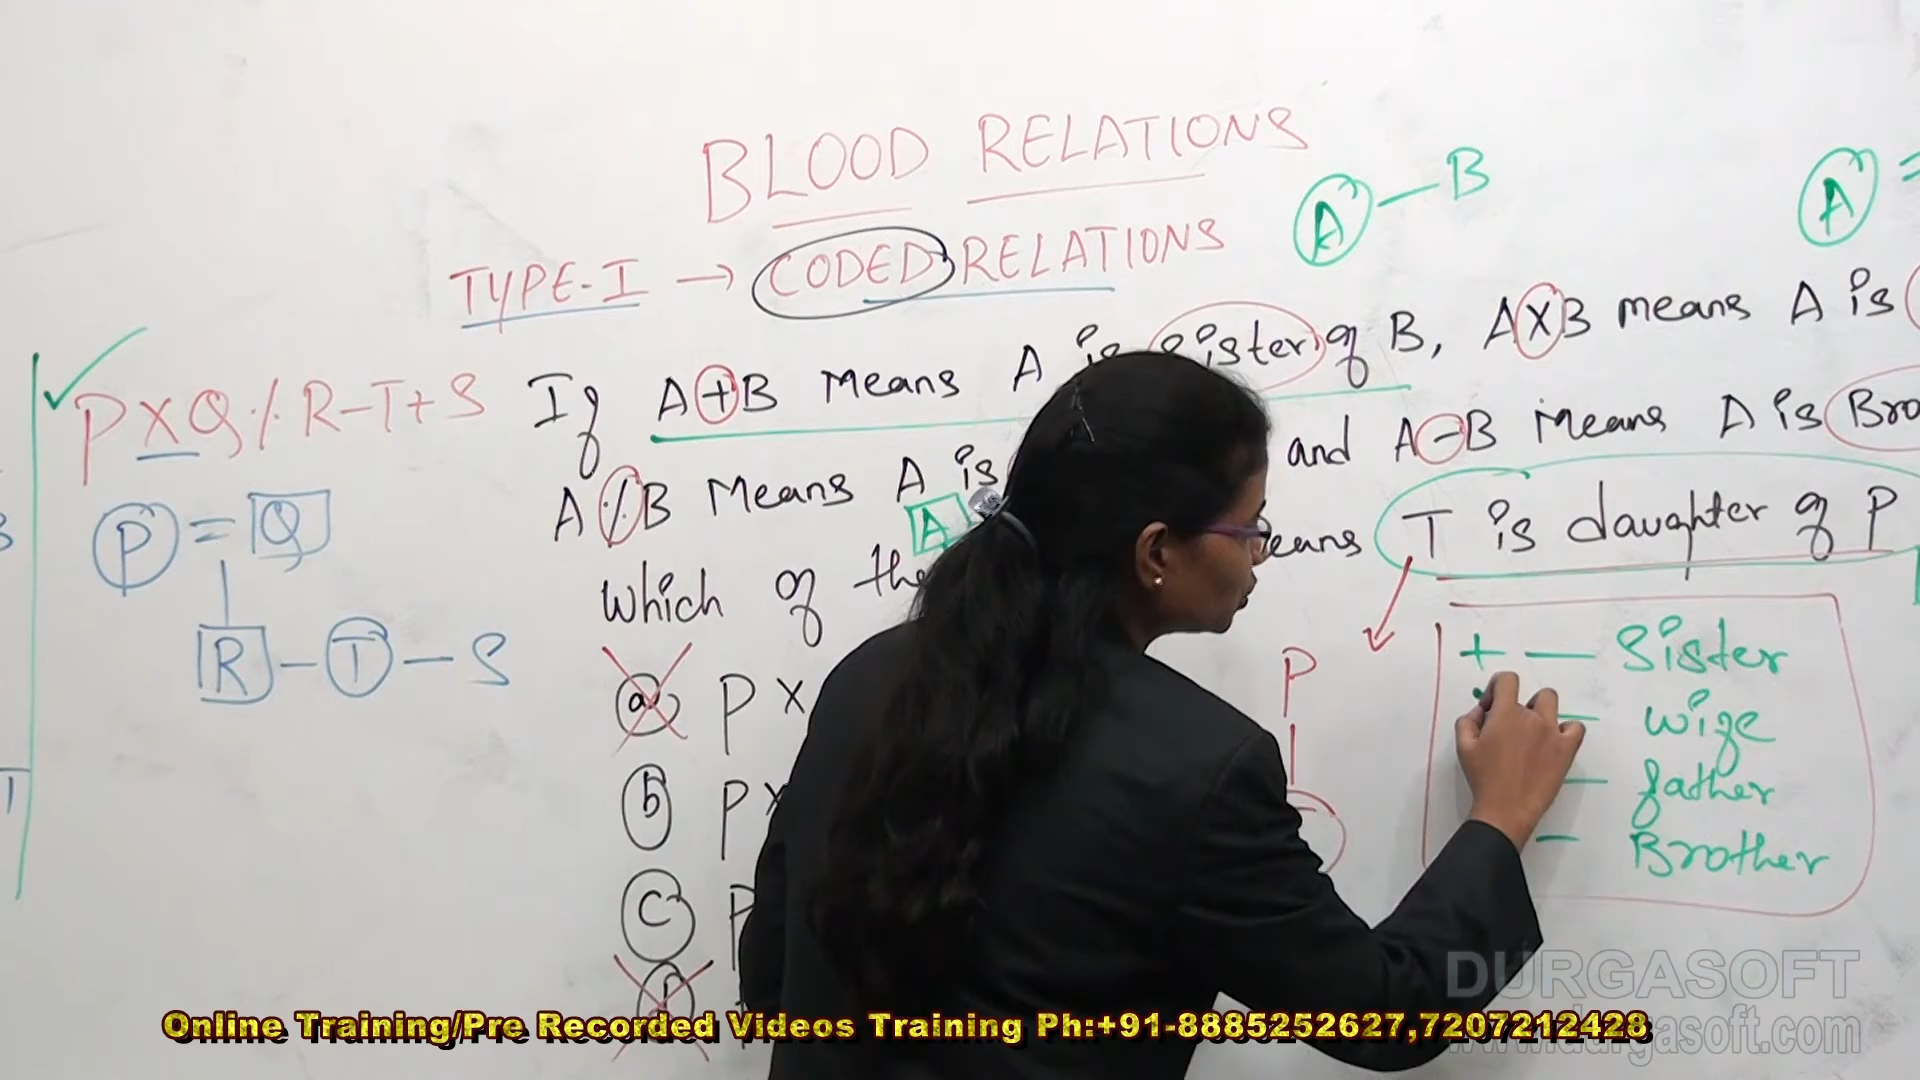 BLOOD RELATIONS
A - B
A =
TYPE-I → CODED RELATIONS
If A+B Means A is sister of B, A×B means A is
A % B Means A is and A-B Means A is Bro
A
Which of the means T is daughter of P
P × Q % R - T + S
P = Q
R - T - S
a P ×
b P ×
c P
P
+ - Sister
- wife
- father
- Brother
DURGASOFT
www.durgasoft.com
Online Training/Pre Recorded Videos Training Ph:+91-8885252627,7207212428